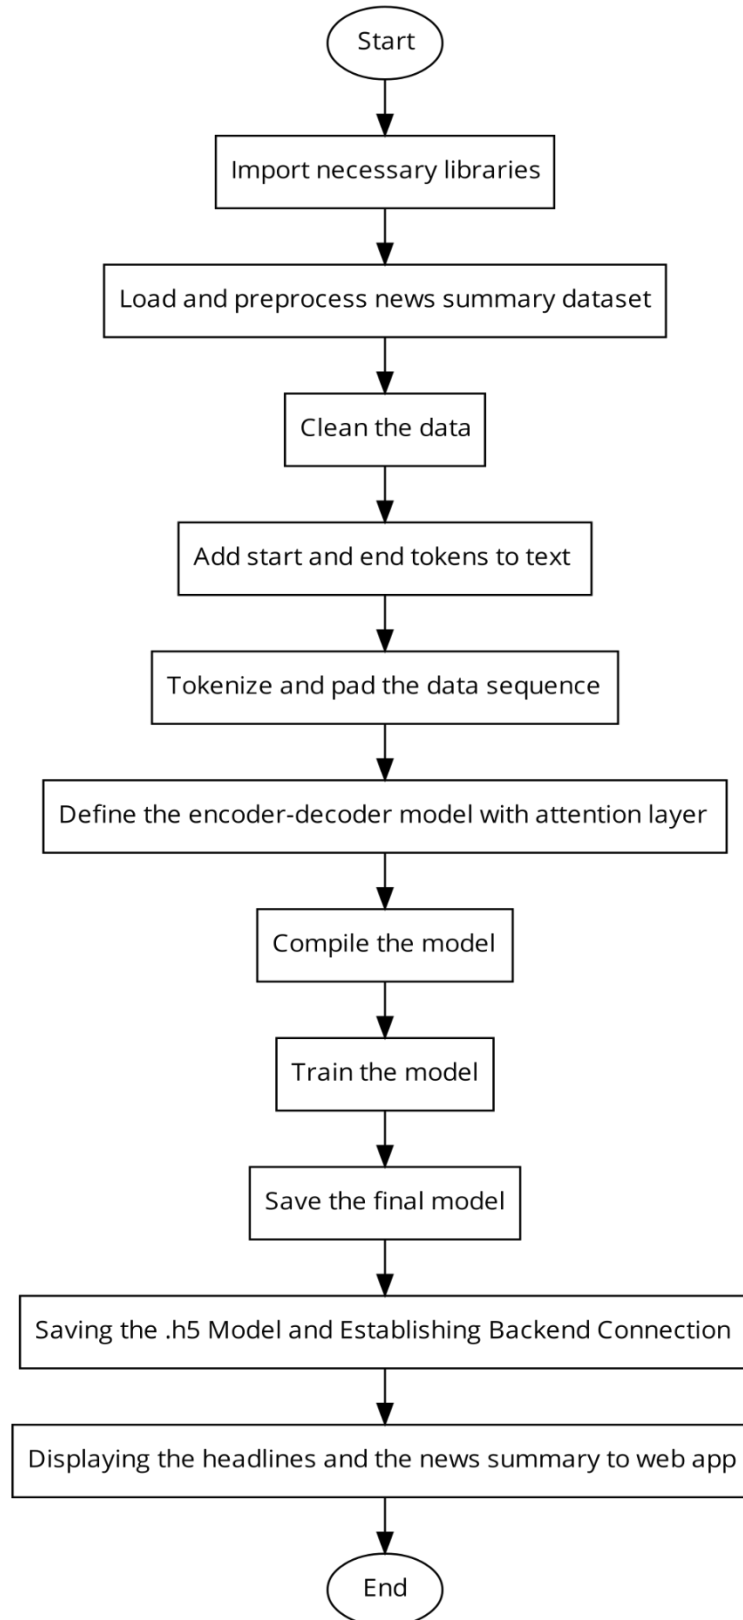 Start
Import necessary libraries
Load and preprocess news summary dataset
Clean the data
Add start and end tokens to text
Tokenize and pad the data sequence
Define the encoder-decoder model with attention layer
Compile the model
Train the model
Save the final model
Saving the .h5 Model and Establishing Backend Connection
Displaying the headlines and the news summary to web app
End